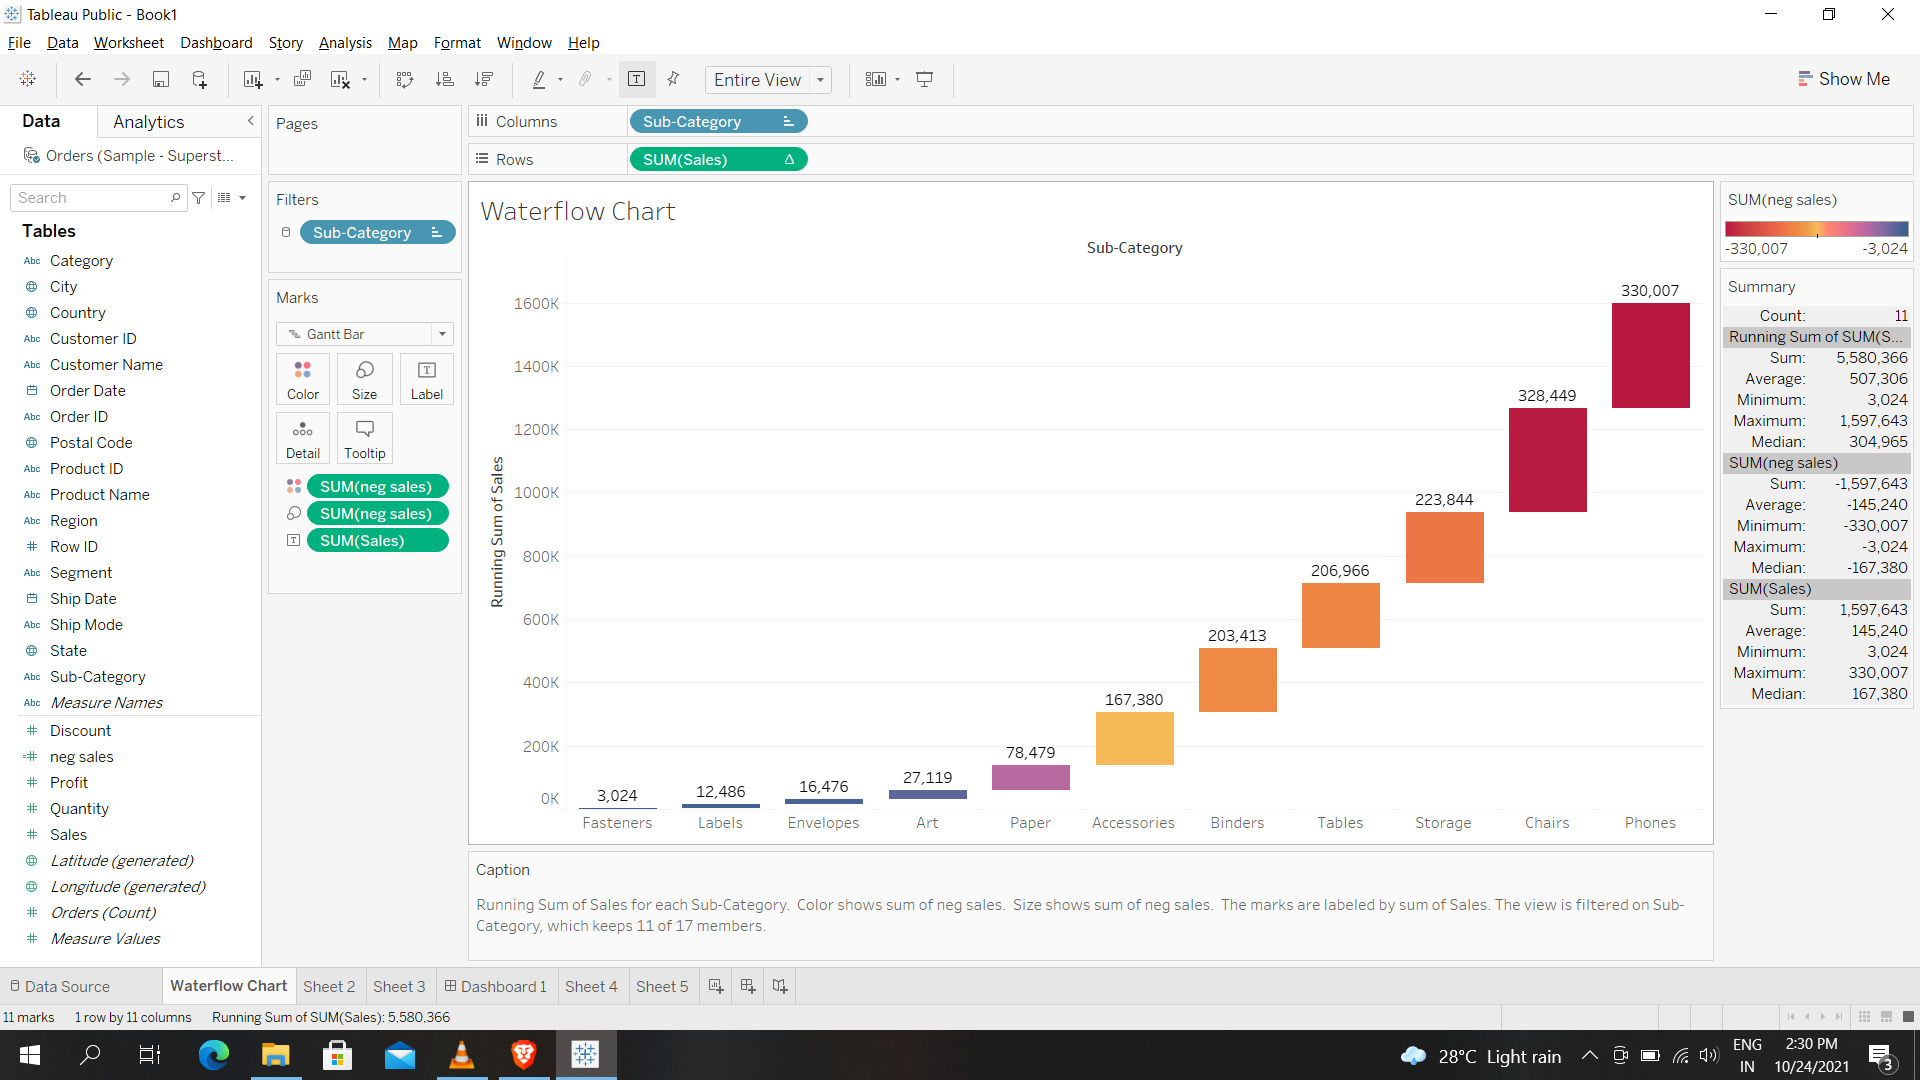 Tableau Public - Book1
File Data Worksheet Dashboard Story Analysis Map Format Window Help
Entire View
Show Me
Data
Analytics
Orders (Sample - Superst...
Search
Tables
Abc Category
City
Country
Abc Customer ID
Abc Customer Name
Order Date
Abc Order ID
Postal Code
Abc Product ID
Abc Product Name
Abc Region
# Row ID
Abc Segment
Ship Date
Abc Ship Mode
State
Abc Sub-Category
Abc Measure Names
# Discount
=# neg sales
# Profit
# Quantity
# Sales
Latitude (generated)
Longitude (generated)
# Orders (Count)
# Measure Values
Pages
Filters
Sub-Category
Marks
Gantt Bar
Color Size Label
Detail Tooltip
SUM(neg sales)
SUM(neg sales)
SUM(Sales)
Columns
Sub-Category
Rows
SUM(Sales) Δ
Waterflow Chart
Sub-Category
Running Sum of Sales
1600K
1400K
1200K
1000K
800K
600K
400K
200K
0K
3,024
12,486
16,476
27,119
78,479
167,380
203,413
206,966
223,844
328,449
330,007
Fasteners Labels Envelopes Art Paper Accessories Binders Tables Storage Chairs Phones
Caption
Running Sum of Sales for each Sub-Category.  Color shows sum of neg sales.  Size shows sum of neg sales.  The marks are labeled by sum of Sales. The view is filtered on Sub-
Category, which keeps 11 of 17 members.
SUM(neg sales)
-330,007 -3,024
Summary
Count: 11
Running Sum of SUM(S...
Sum: 5,580,366
Average: 507,306
Minimum: 3,024
Maximum: 1,597,643
Median: 304,965
SUM(neg sales)
Sum: -1,597,643
Average: -145,240
Minimum: -330,007
Maximum: -3,024
Median: -167,380
SUM(Sales)
Sum: 1,597,643
Average: 145,240
Minimum: 3,024
Maximum: 330,007
Median: 167,380
Data Source
Waterflow Chart
Sheet 2
Sheet 3
Dashboard 1
Sheet 4
Sheet 5
11 marks 1 row by 11 columns Running Sum of SUM(Sales): 5,580,366
28°C Light rain
ENG
IN
2:30 PM
10/24/2021
3